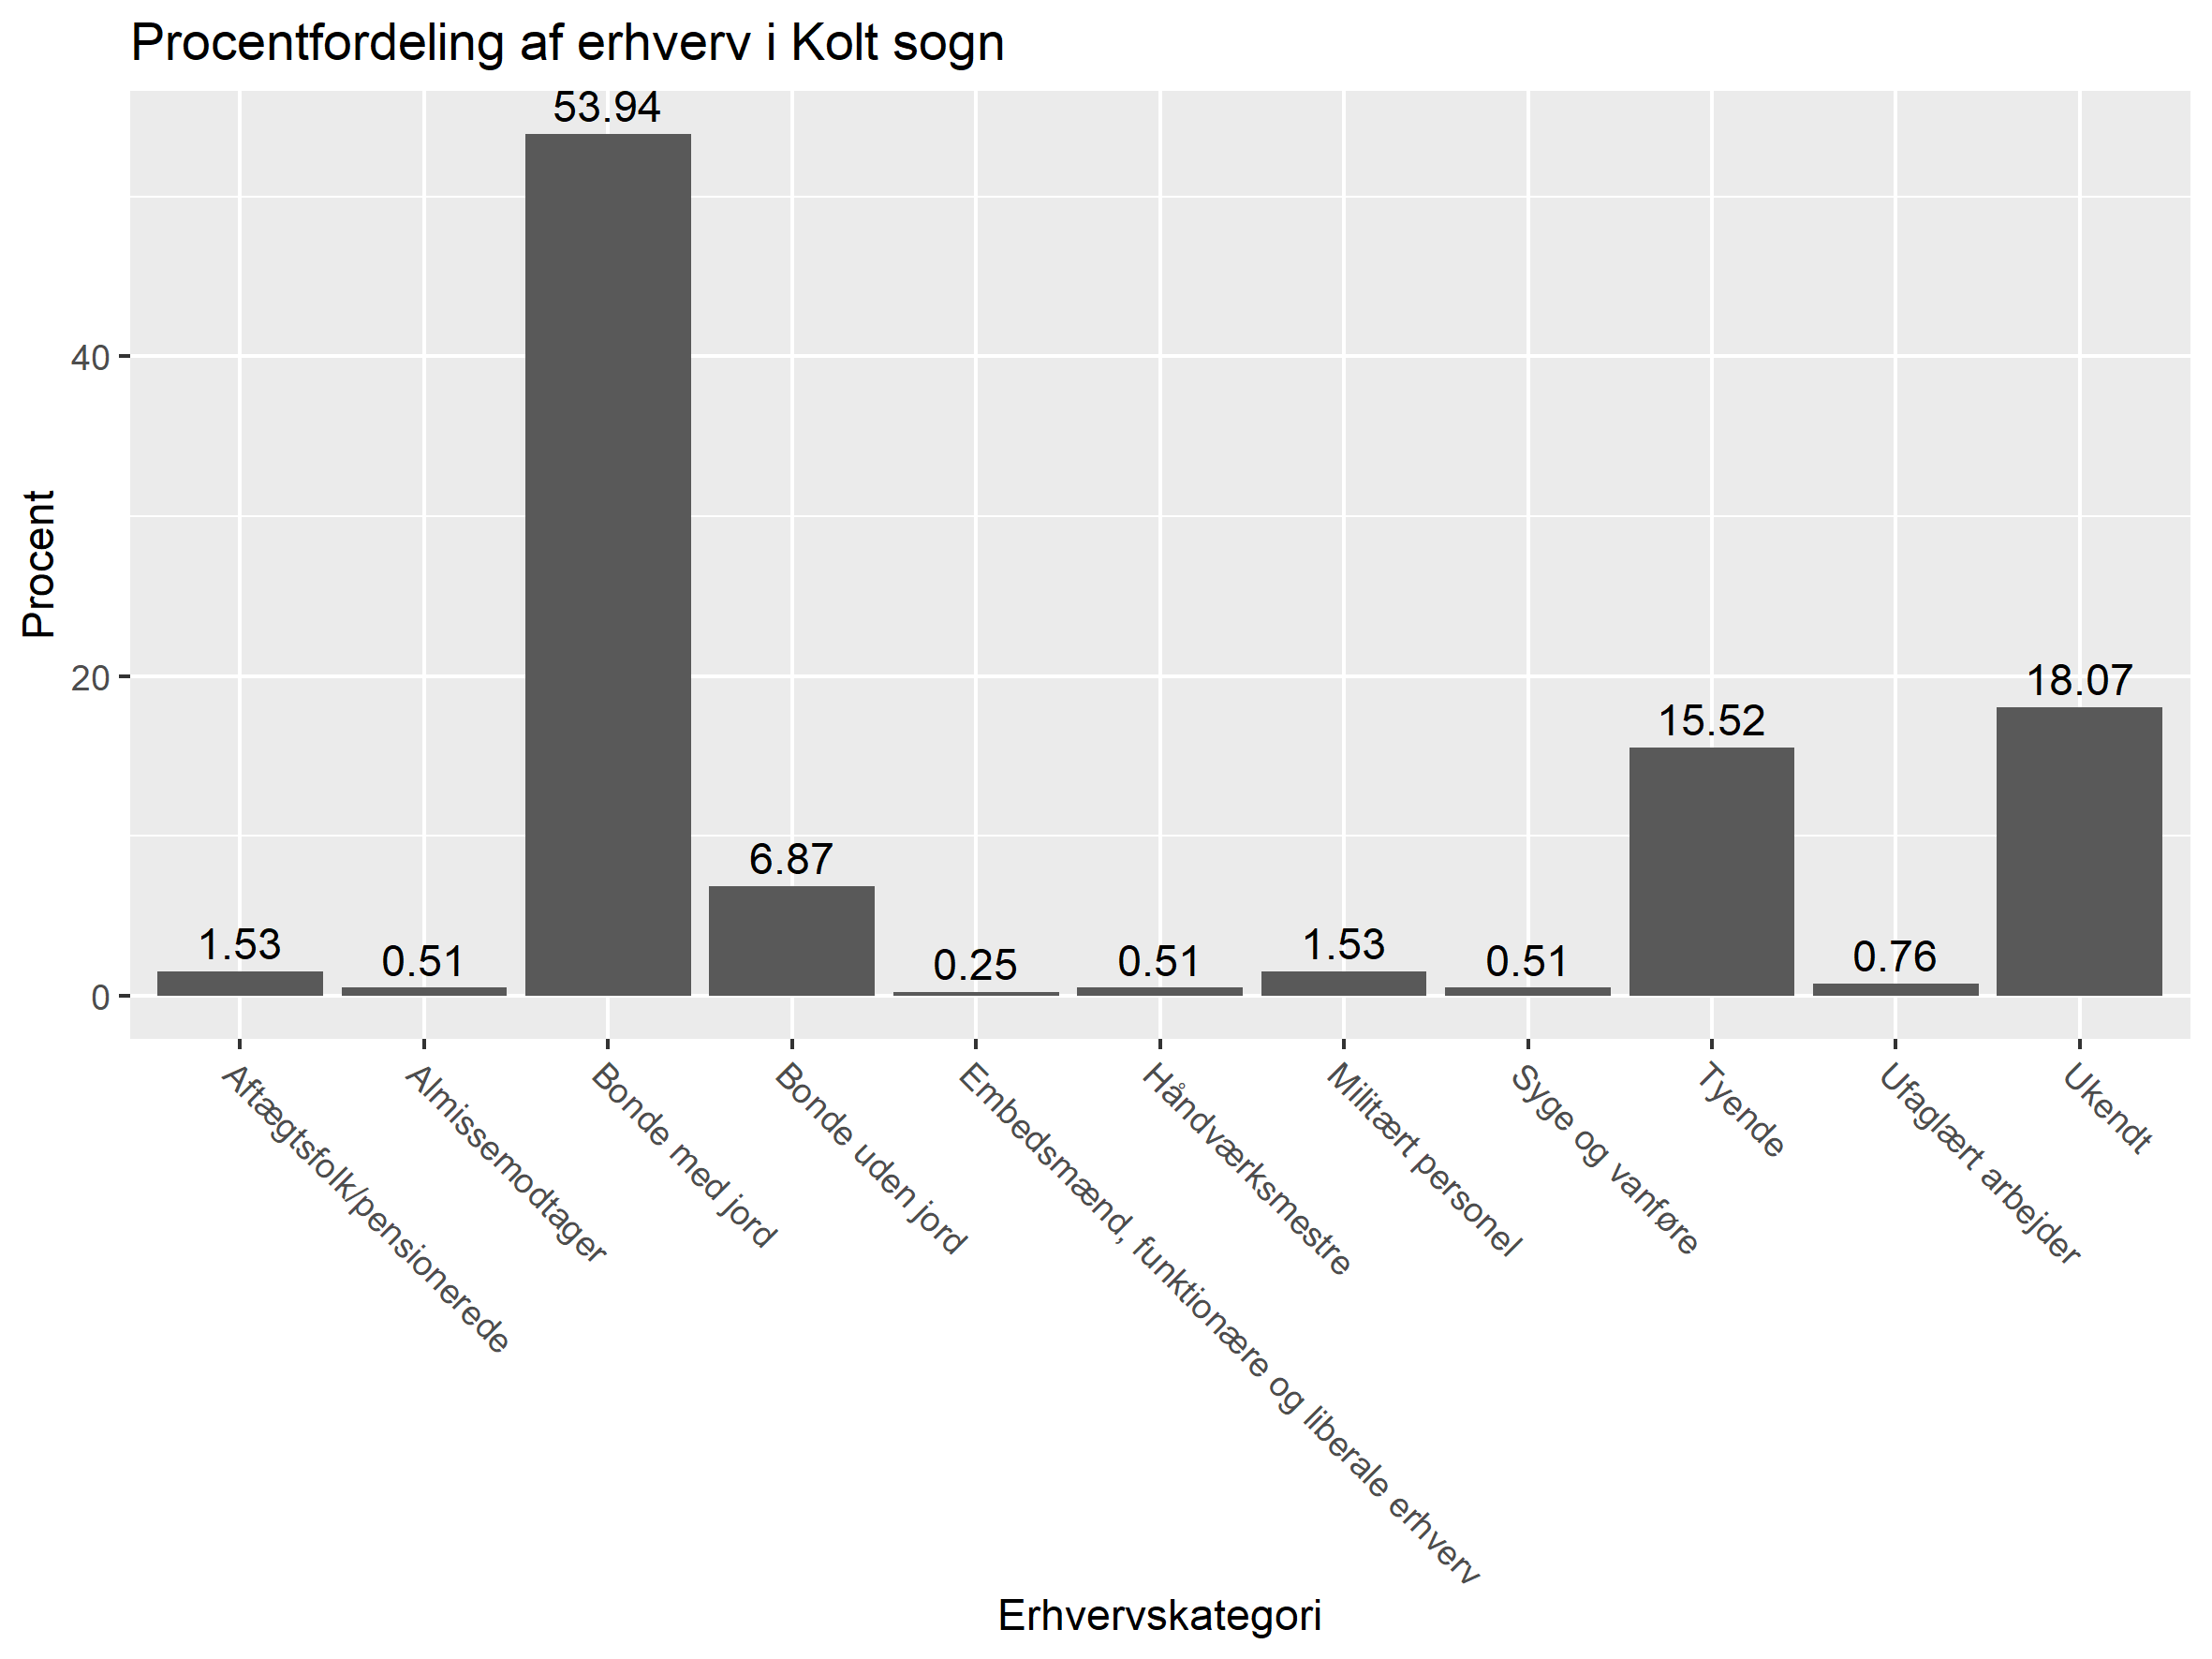 Procentfordeling af erhverv i Kolt sogn
53.94
40
Procent
20
18.07
15.52
6.87
1.53
0.51
0.25
0.51
1.53
0.51
0.76
0
Aftægtsfolk/pensionerede
Almissemodtager
Bonde med jord
Bonde uden jord
Embedsmænd, funktionære og liberale erhverv
Håndværksmestre
Militært personel
Syge og vanføre
Tyende
Ufaglært arbejder
Ukendt
Erhvervskategori